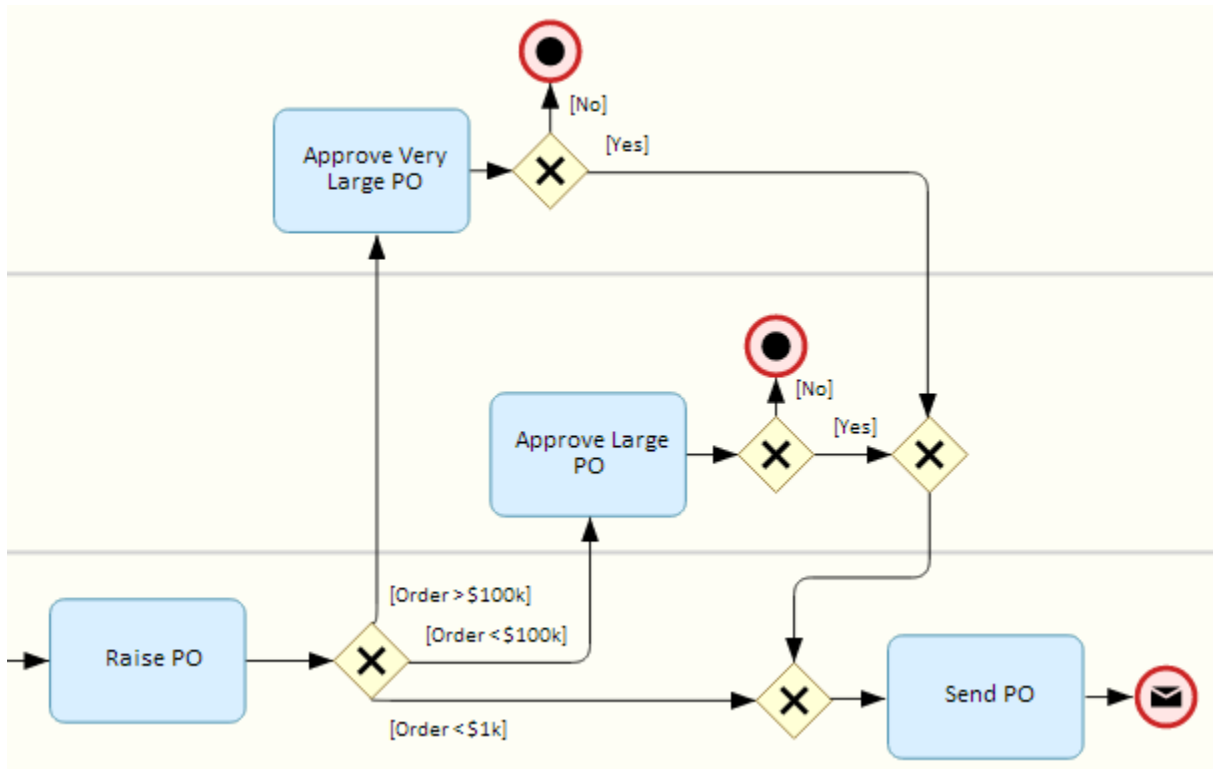 [No]
[Yes]
Approve Very
Large PO
[No]
[Yes]
Approve Large
PO
[Order > $100k]
[Order < $100k]
Raise PO
Send PO
[Order < $1k]